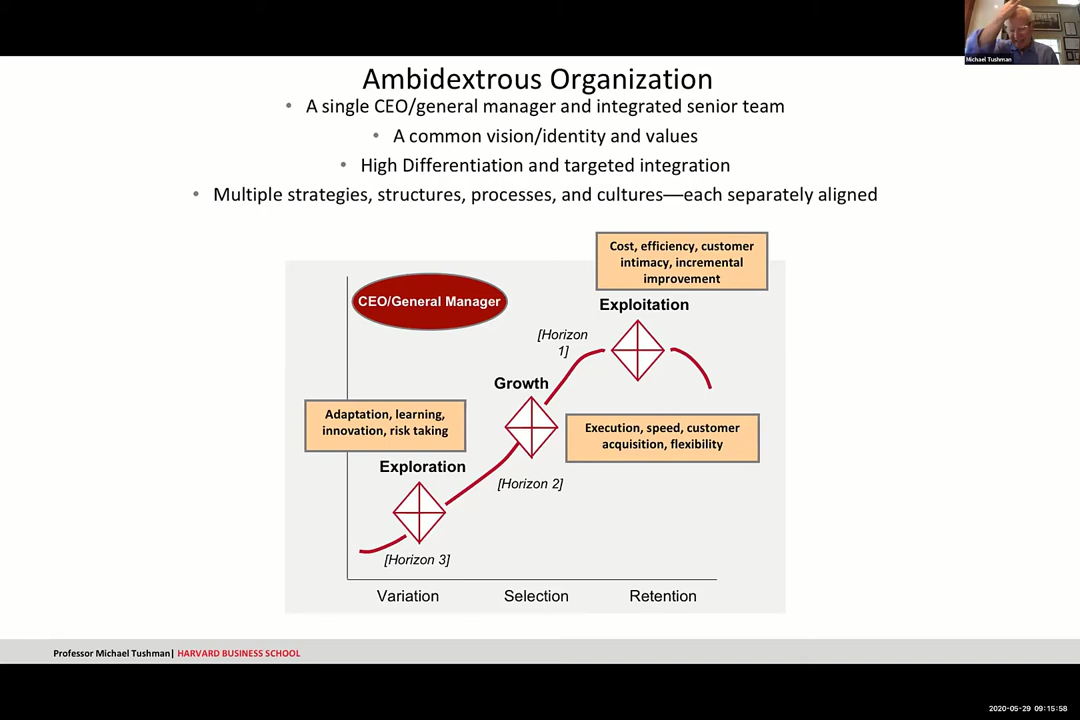 Michael Tushman
Ambidextrous Organization
• A single CEO/general manager and integrated senior team
• A common vision/identity and values
• High Differentiation and targeted integration
• Multiple strategies, structures, processes, and cultures—each separately aligned
Cost, efficiency, customer
intimacy, incremental
improvement
CEO/General Manager
Exploitation
[Horizon
1]
Growth
Adaptation, learning,
innovation, risk taking
Execution, speed, customer
acquisition, flexibility
Exploration
[Horizon 2]
[Horizon 3]
Variation
Selection
Retention
Professor Michael Tushman| HARVARD BUSINESS SCHOOL
2020-05-29 09:15:58